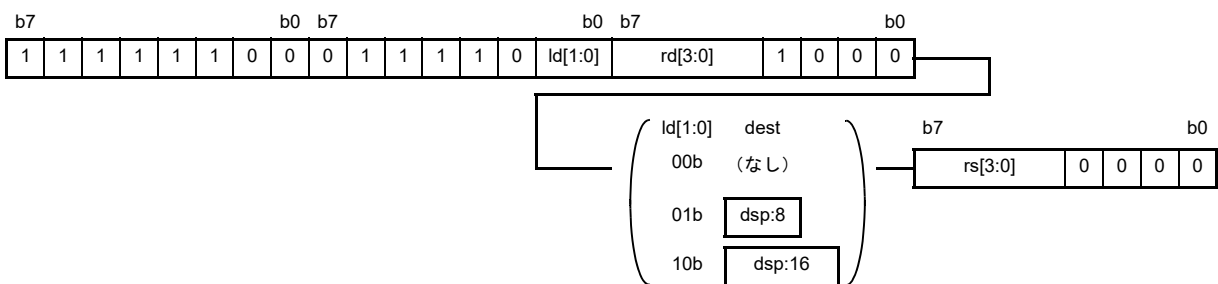 b7 b0 b7 b0 b7 b0
1 1 1 1 1 1 0 0 0 1 1 1 1 0 ld[1:0] rd[3:0] 1 0 0 0
ld[1:0] dest b7 b0
00b （なし） rs[3:0] 0 0 0 0
01b dsp:8
10b dsp:16